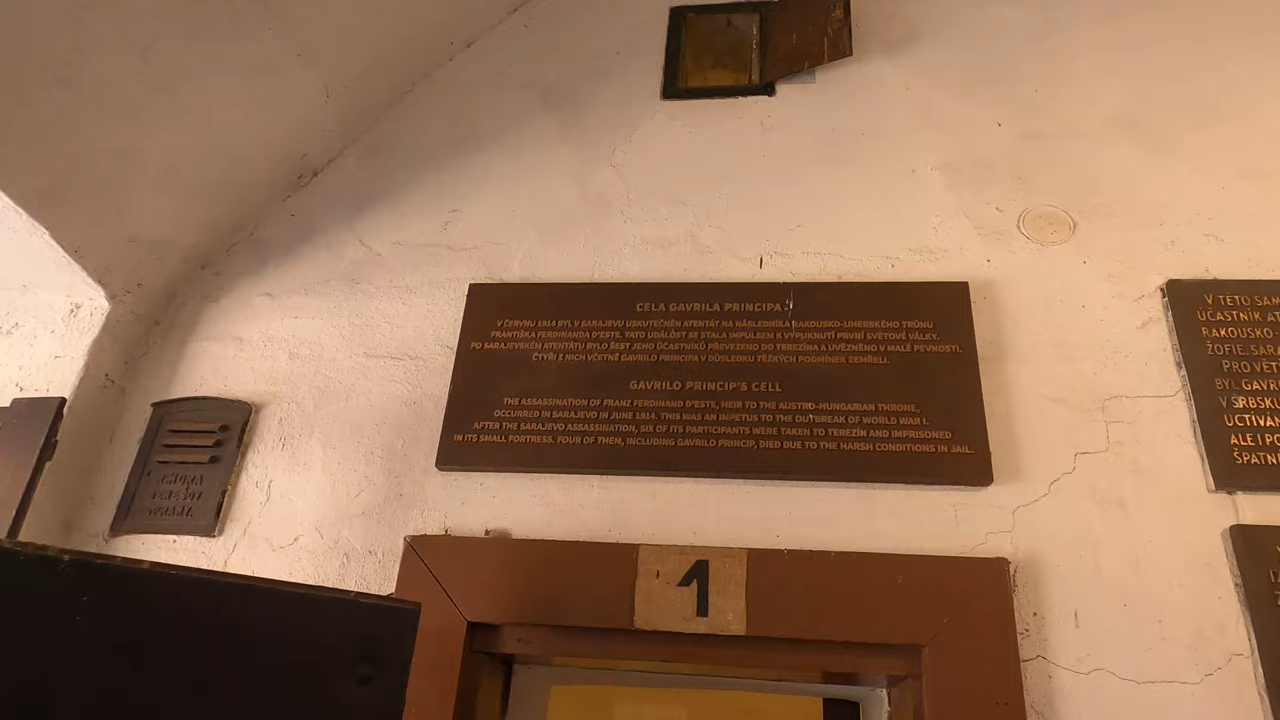 CELA GAVRILA PRINCIPA
V ČERVNU 1914 BYL V SARAJEVU USKUTEČNĚN ATENTÁT NA NÁSLEDNÍKA RAKOUSKO-UHERSKÉHO TRŮNU
FRANTIŠKA FERDINANDA D'ESTE. TATO UDÁLOST SE STALA IMPULSEM K VYPUKNUTÍ PRVNÍ SVĚTOVÉ VÁLKY.
PO SARAJEVSKÉM ATENTÁTU BYLO ŠEST JEHO ÚČASTNÍKŮ PŘEVEZENO DO TEREZÍNA A UVĚZNĚNO V MALÉ PEVNOSTI.
ČTYŘI Z NICH VČETNĚ GAVRILO PRINCIPA V DŮSLEDKU TĚŽKÝCH PODMÍNEK ZEMŘELI.
GAVRILO PRINCIP'S CELL
THE ASSASSINATION OF FRANZ FERDINAND D'ESTE, HEIR TO THE AUSTRO-HUNGARIAN THRONE,
OCCURRED IN SARAJEVO IN JUNE 1914. THIS WAS AN IMPETUS TO THE OUTBREAK OF WORLD WAR I.
AFTER THE SARAJEVO ASSASSINATION, SIX OF ITS PARTICIPANTS WERE TAKEN TO TEREZÍN AND IMPRISONED
IN ITS SMALL FORTRESS. FOUR OF THEM, INCLUDING GAVRILO PRINCIP, DIED DUE TO THE HARSH CONDITIONS IN JAIL.
1
V TÉTO SAM
ÚČASTNÍK AT
RAKOUSKO
ŽOFIE. SARA
PRO VĚT
BYL GAVR
V SRBSKU
UCTÍVÁN
ALE I PO
ŠPATNÉ